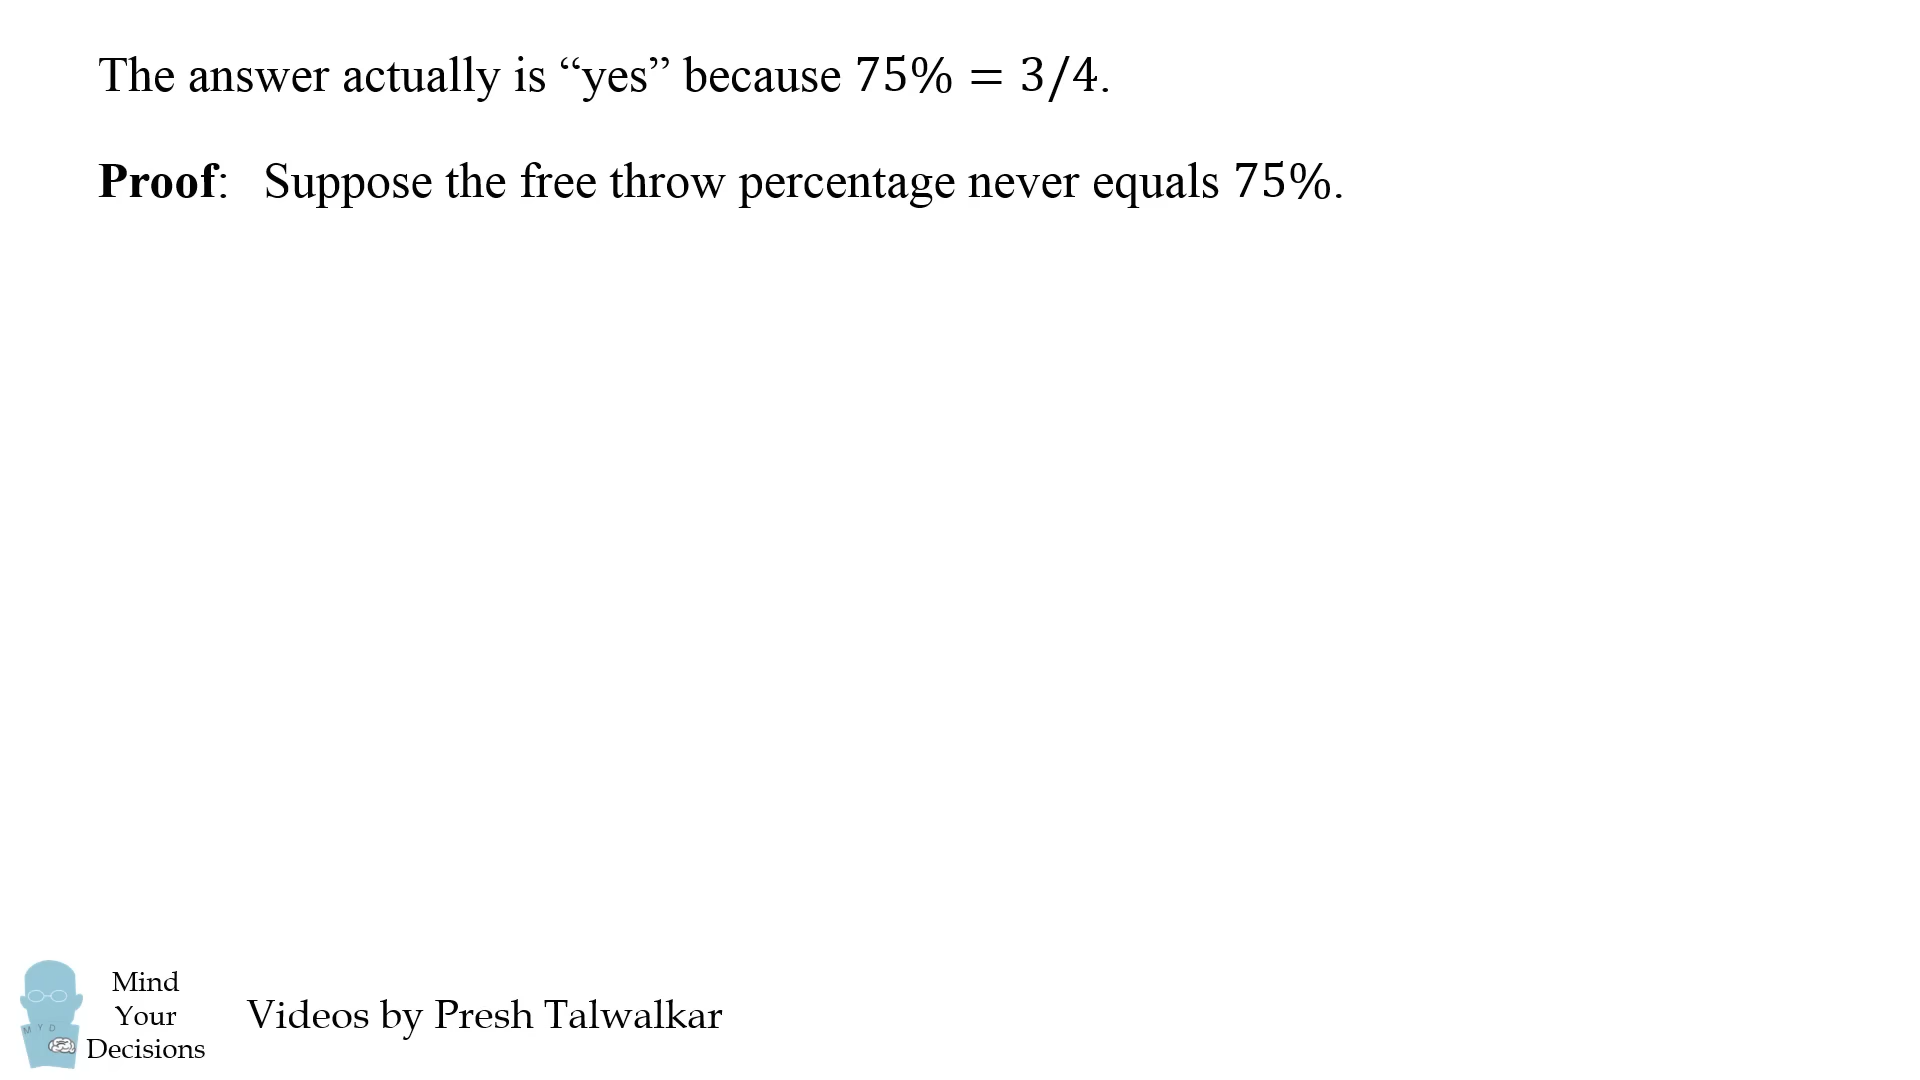 The answer actually is “yes” because 75% = 3/4.
Proof: Suppose the free throw percentage never equals 75%.
Mind
Your
Decisions
Videos by Presh Talwalkar
M Y D